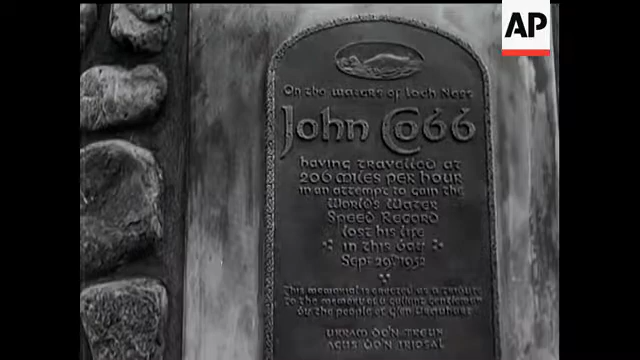 AP
On the waters of Loch Ness
John Cobb
having travelled at
206 miles per hour
in an attempt to gain the
World's Water
Speed Record
lost his life
in this bay
Sept 29th 1952
This memorial is erected as a tribute
to the memory of a gallant gentleman
by the people of Glen Urquhart
URRAM DO'N TREUN
AGUS DO'N IRIOSAL